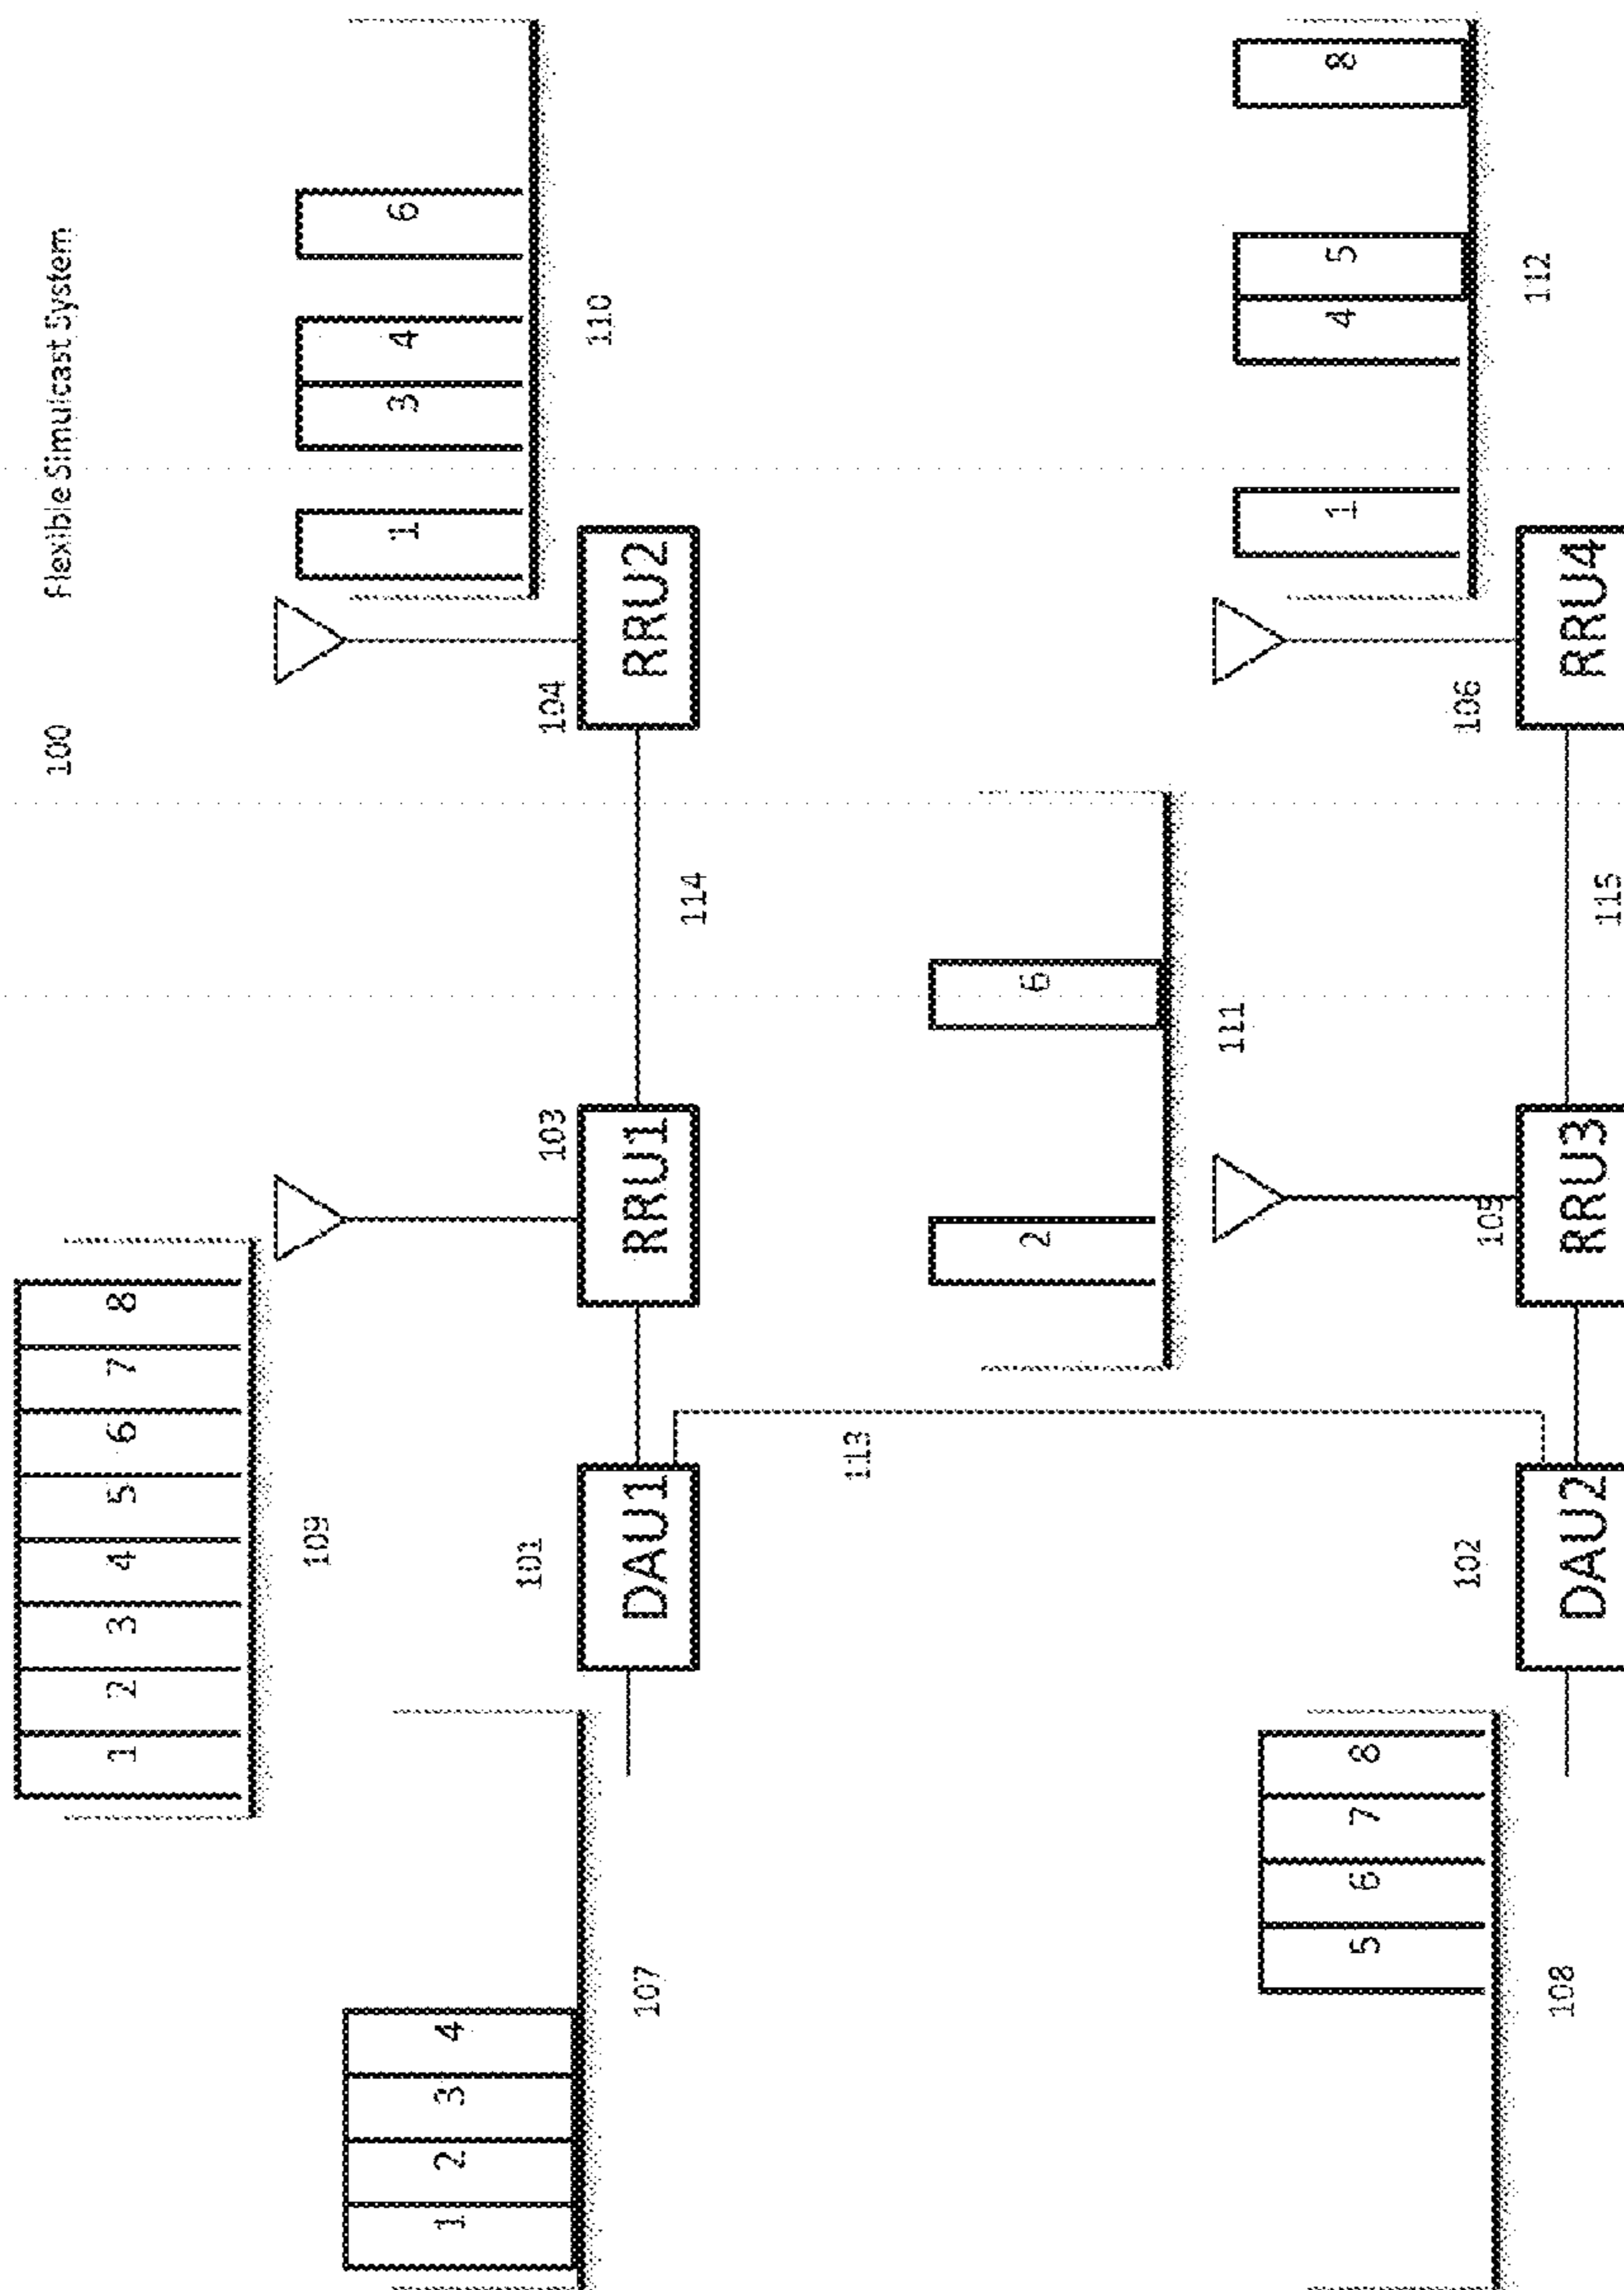 100
Flexible Simulcast System
1 2 3 4 5 6 7 8
109
1 2 3 4
107
1 3 4 6
110
101
103
104
DAU1
RRU1
RRU2
114
113
2 6
111
5 6 7 8
108
1 4 5 8
112
102
105
106
DAU2
RRU3
RRU4
115